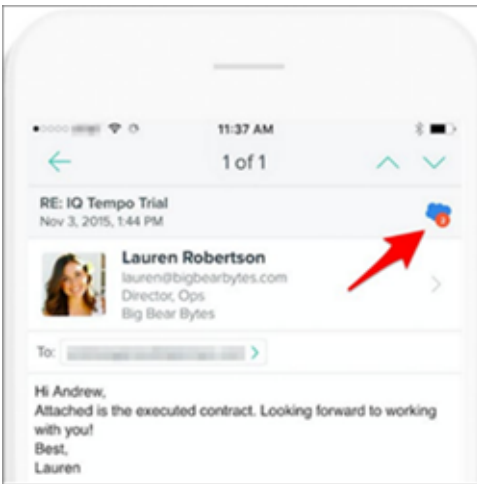 11:37 AM
1 of 1
RE: IQ Tempo Trial
Nov 3, 2015, 1:44 PM
Lauren Robertson
lauren@bigbearbytes.com
Director, Ops
Big Bear Bytes
To:
Hi Andrew,
Attached is the executed contract. Looking forward to working
with you!
Best,
Lauren